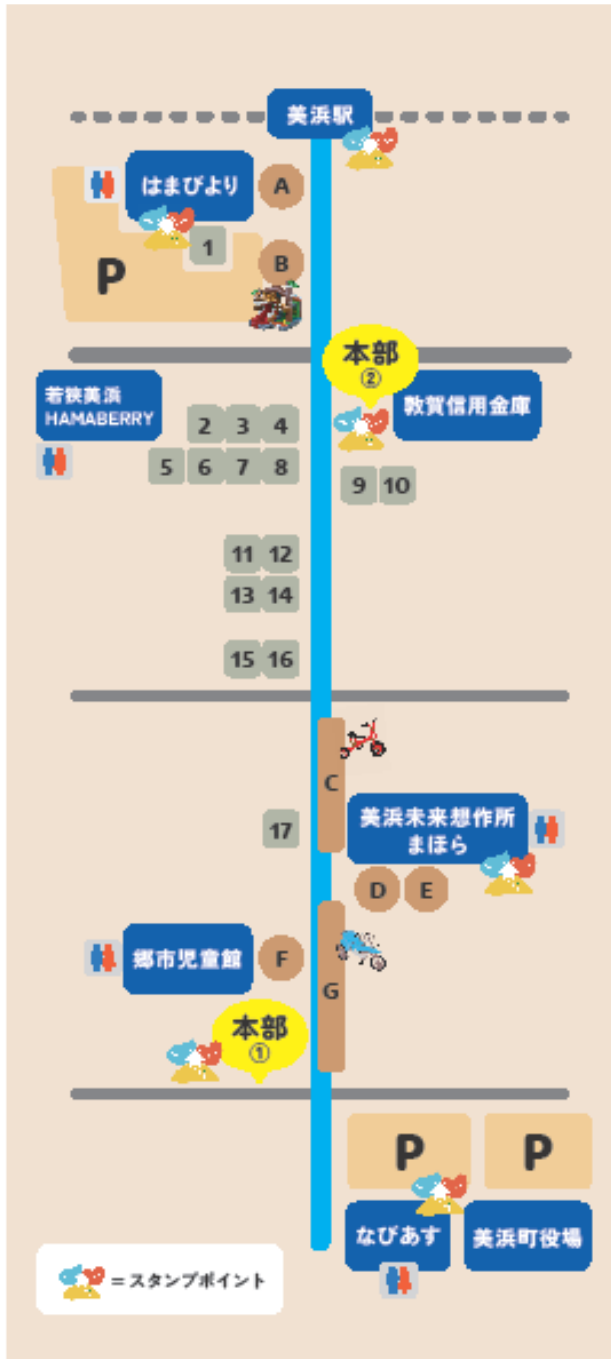 美浜駅
はまびより
A
1
P
B
本部
②
若狭美浜
HAMABERRY
敦賀信用金庫
2 3 4
5 6 7 8
9 10
11 12
13 14
15 16
C
17
美浜未来想作所
まほら
D E
郷市児童館
F
G
本部
①
P P
なびあす
美浜町役場
=スタンプポイント